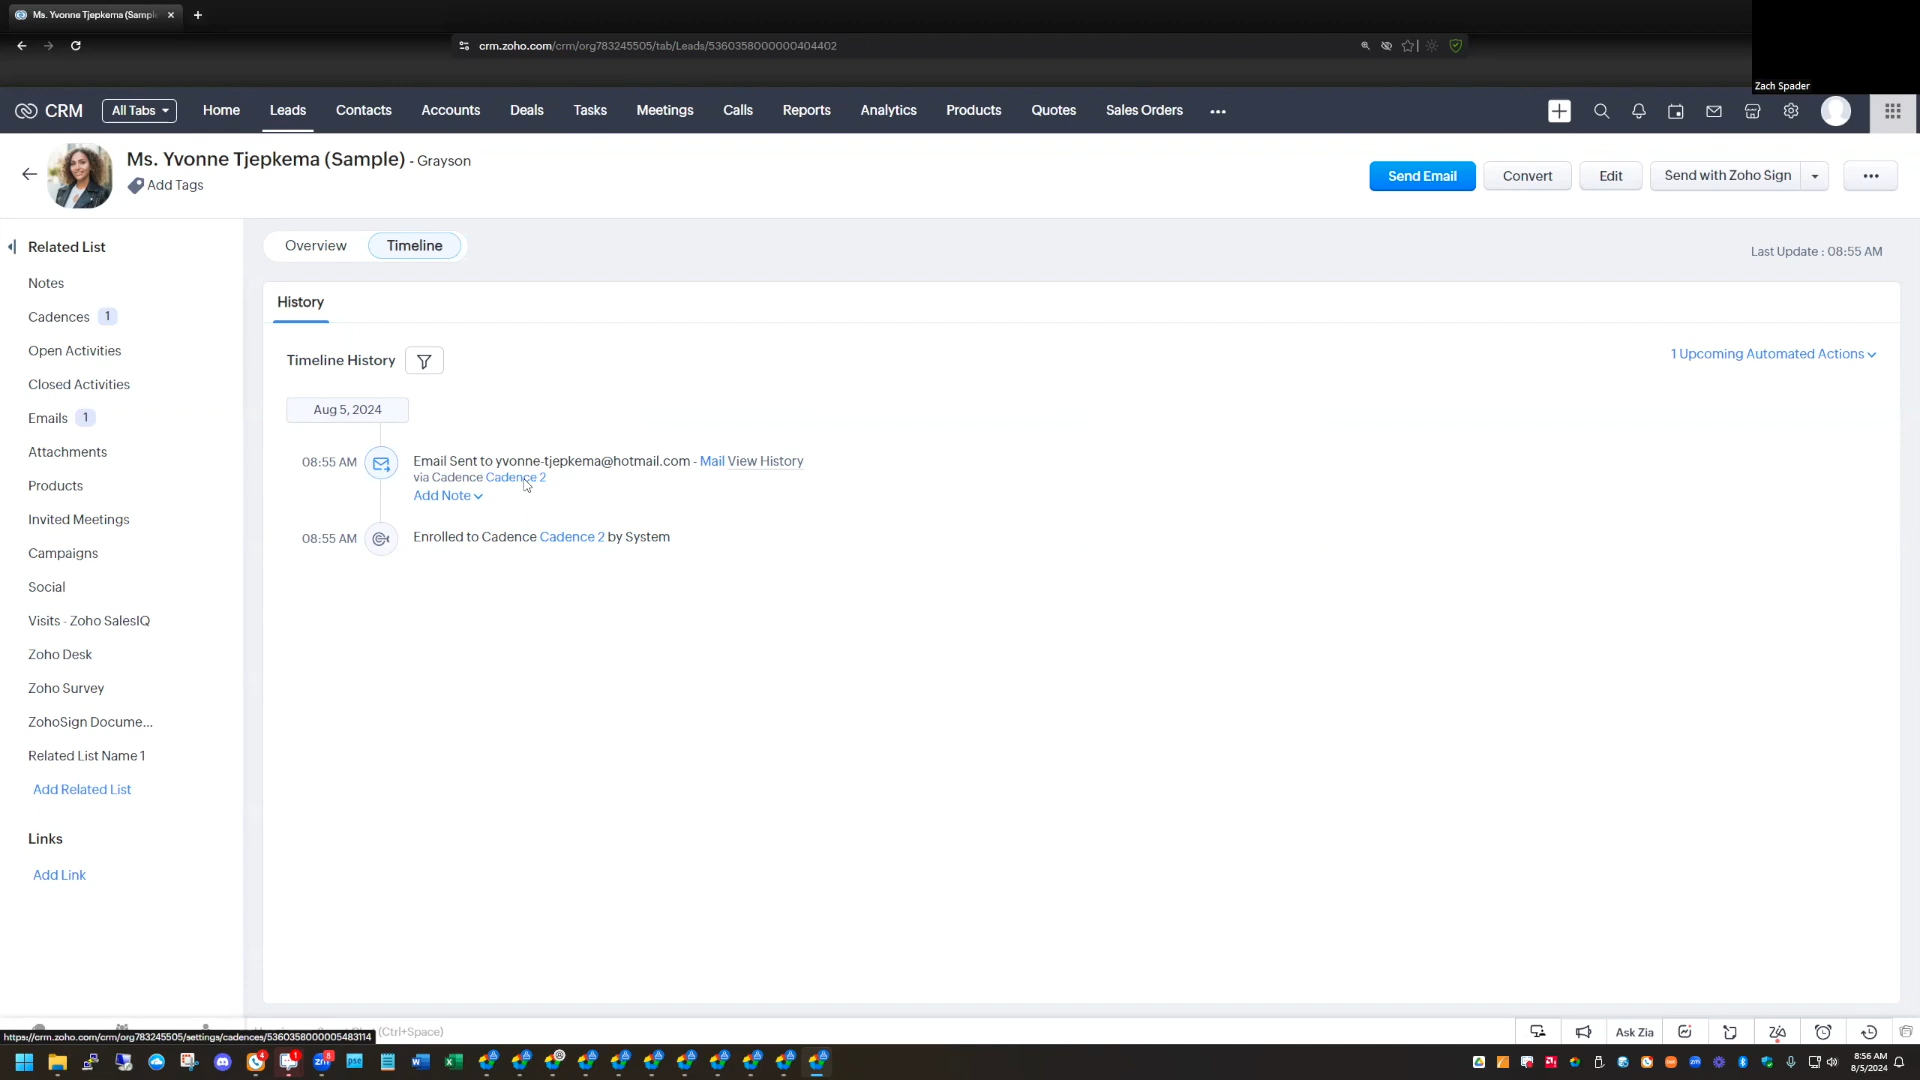 Ms. Yvonne Tjepkema (Sampl
crm.zoho.com/crm/org783245505/tab/Leads/5360358000000404402
Zach Spader
CRM
All Tabs
Home
Leads
Contacts
Accounts
Deals
Tasks
Meetings
Calls
Reports
Analytics
Products
Quotes
Sales Orders
Ms. Yvonne Tjepkema (Sample) - Grayson
Add Tags
Send Email
Convert
Edit
Send with Zoho Sign
Related List
Notes
Cadences 1
Open Activities
Closed Activities
Emails 1
Attachments
Products
Invited Meetings
Campaigns
Social
Visits - Zoho SalesIQ
Zoho Desk
Zoho Survey
ZohoSign Docume...
Related List Name 1
Add Related List
Links
Add Link
Overview
Timeline
Last Update : 08:55 AM
History
Timeline History
1 Upcoming Automated Actions
Aug 5, 2024
08:55 AM
Email Sent to yvonne-tjepkema@hotmail.com - Mail View History
via Cadence Cadence 2
Add Note
08:55 AM
Enrolled to Cadence Cadence 2 by System
(Ctrl+Space)
https://crm.zoho.com/crm/org783245505/settings/cadences/5360358000005483114
Ask Zia
8:56 AM
8/5/2024